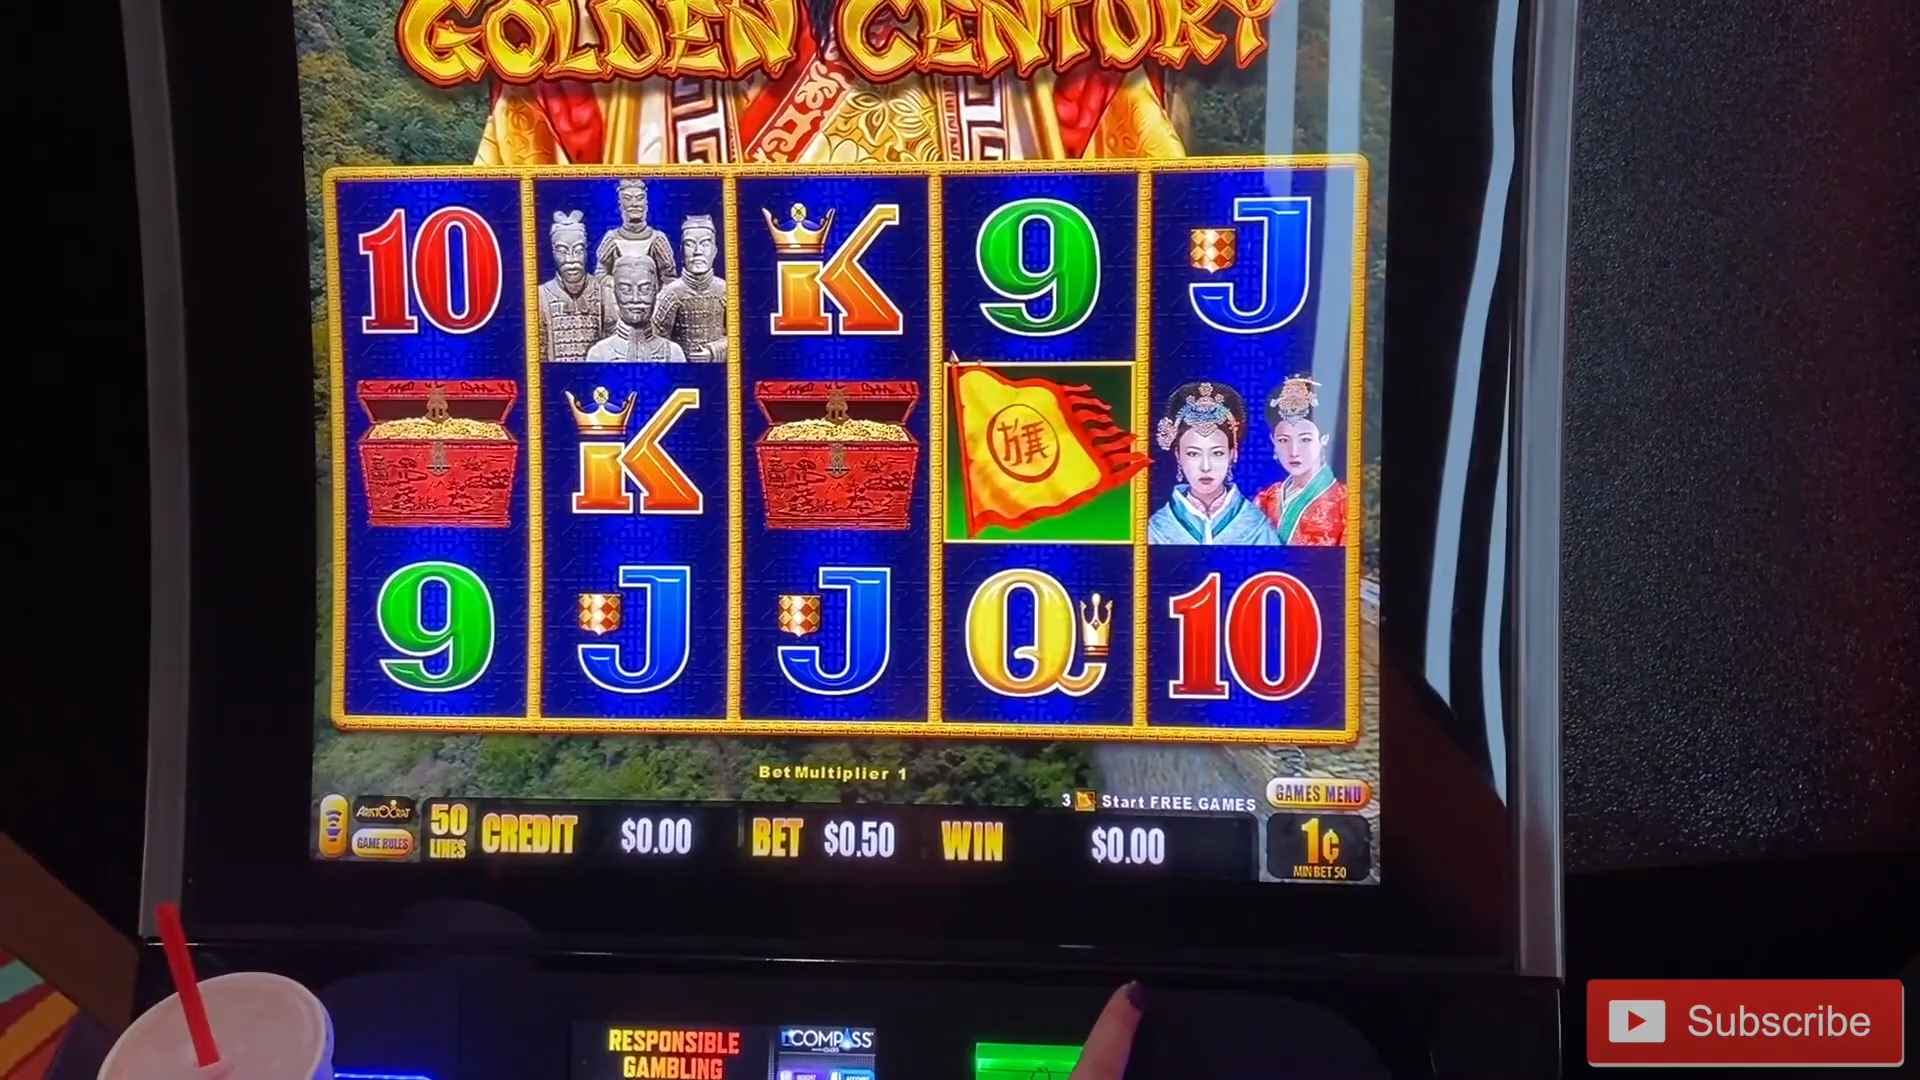 GOLDEN CENTURY
10 K 9 J
K 旗
9 J J Q 10
Bet Multiplier 1
3 Start FREE GAMES
GAMES MENU
ARISTOCRAT
GAME RULES
50 LINES
CREDIT $0.00 BET $0.50 WIN $0.00
1¢
MIN BET 50
RESPONSIBLE
GAMBLING
COMPASS
Subscribe